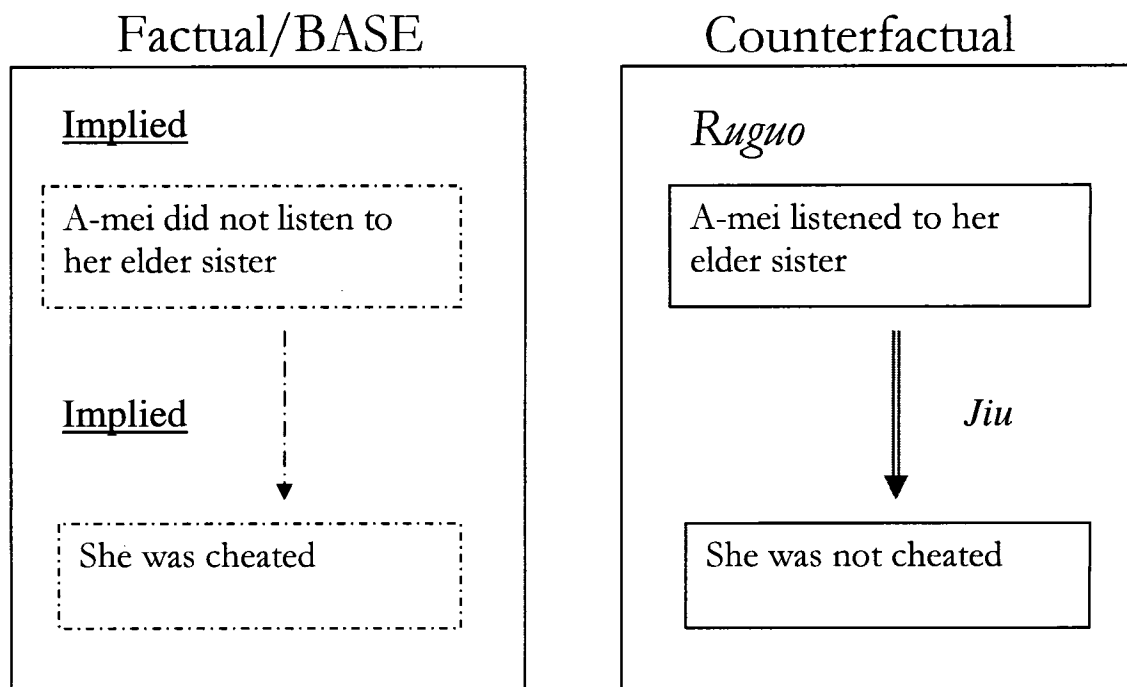 Factual/BASE
Implied
A-mei did not listen to
her elder sister
Implied
She was cheated
Counterfactual
Ruguo
A-mei listened to her
elder sister
Jiu
She was not cheated